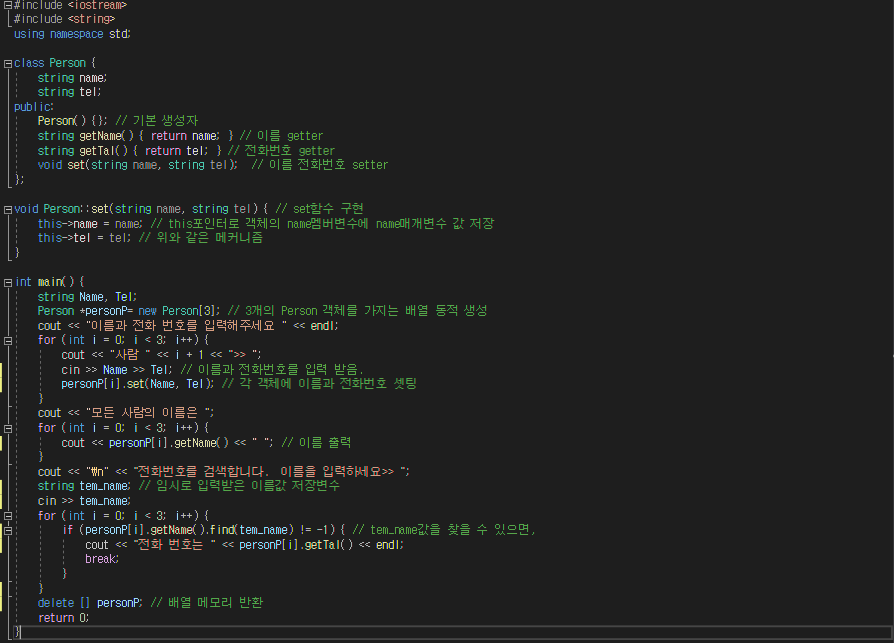 #include <iostream>
#include <string>
using namespace std;

class Person {
    string name;
    string tel;
public:
    Person() {}; // 기본 생성자
    string getName() { return name; } // 이름 getter
    string getTal() { return tel; } // 전화번호 getter
    void set(string name, string tel);  // 이름 전화번호 setter
};

void Person::set(string name, string tel) { // set함수 구현
    this->name = name; // this포인터로 객체의 name멤버변수에 name매개변수 값 저장
    this->tel = tel; // 위와 같은 메커니즘
}

int main() {
    string Name, Tel;
    Person *personP= new Person[3]; // 3개의 Person 객체를 가지는 배열 동적 생성
    cout << "이름과 전화 번호를 입력해주세요 " << endl;
    for (int i = 0; i < 3; i++) {
        cout << "사람 " << i + 1 << ">> ";
        cin >> Name >> Tel; // 이름과 전화번호를 입력 받음.
        personP[i].set(Name, Tel); // 각 객체에 이름과 전화번호 셋팅
    }
    cout << "모든 사람의 이름은 ";
    for (int i = 0; i < 3; i++) {
        cout << personP[i].getName() << " "; // 이름 출력
    }
    cout << "₩n" << "전화번호를 검색합니다. 이름을 입력하세요>> ";
    string tem_name; // 임시로 입력받은 이름값 저장변수
    cin >> tem_name;
    for (int i = 0; i < 3; i++) {
        if (personP[i].getName().find(tem_name) != -1) { // tem_name값을 찾을 수 있으면,
            cout << "전화 번호는 " << personP[i].getTal() << endl;
            break;
        }
    }
    delete [] personP; // 배열 메모리 반환
    return 0;
}